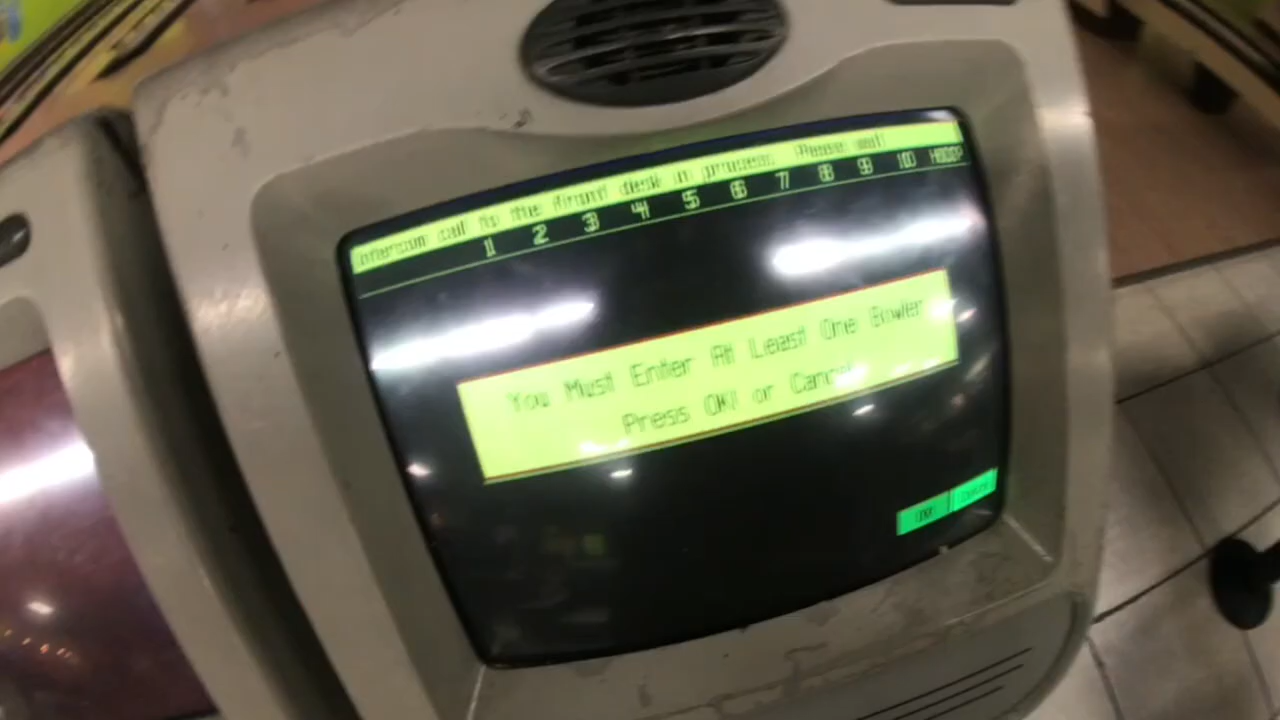 Intercom call to the front desk in process. Please wait
1 2 3 4 5 6 7 8 9 10 HDCP
You Must Enter At Least One Bowler
Press OK! or Cancel